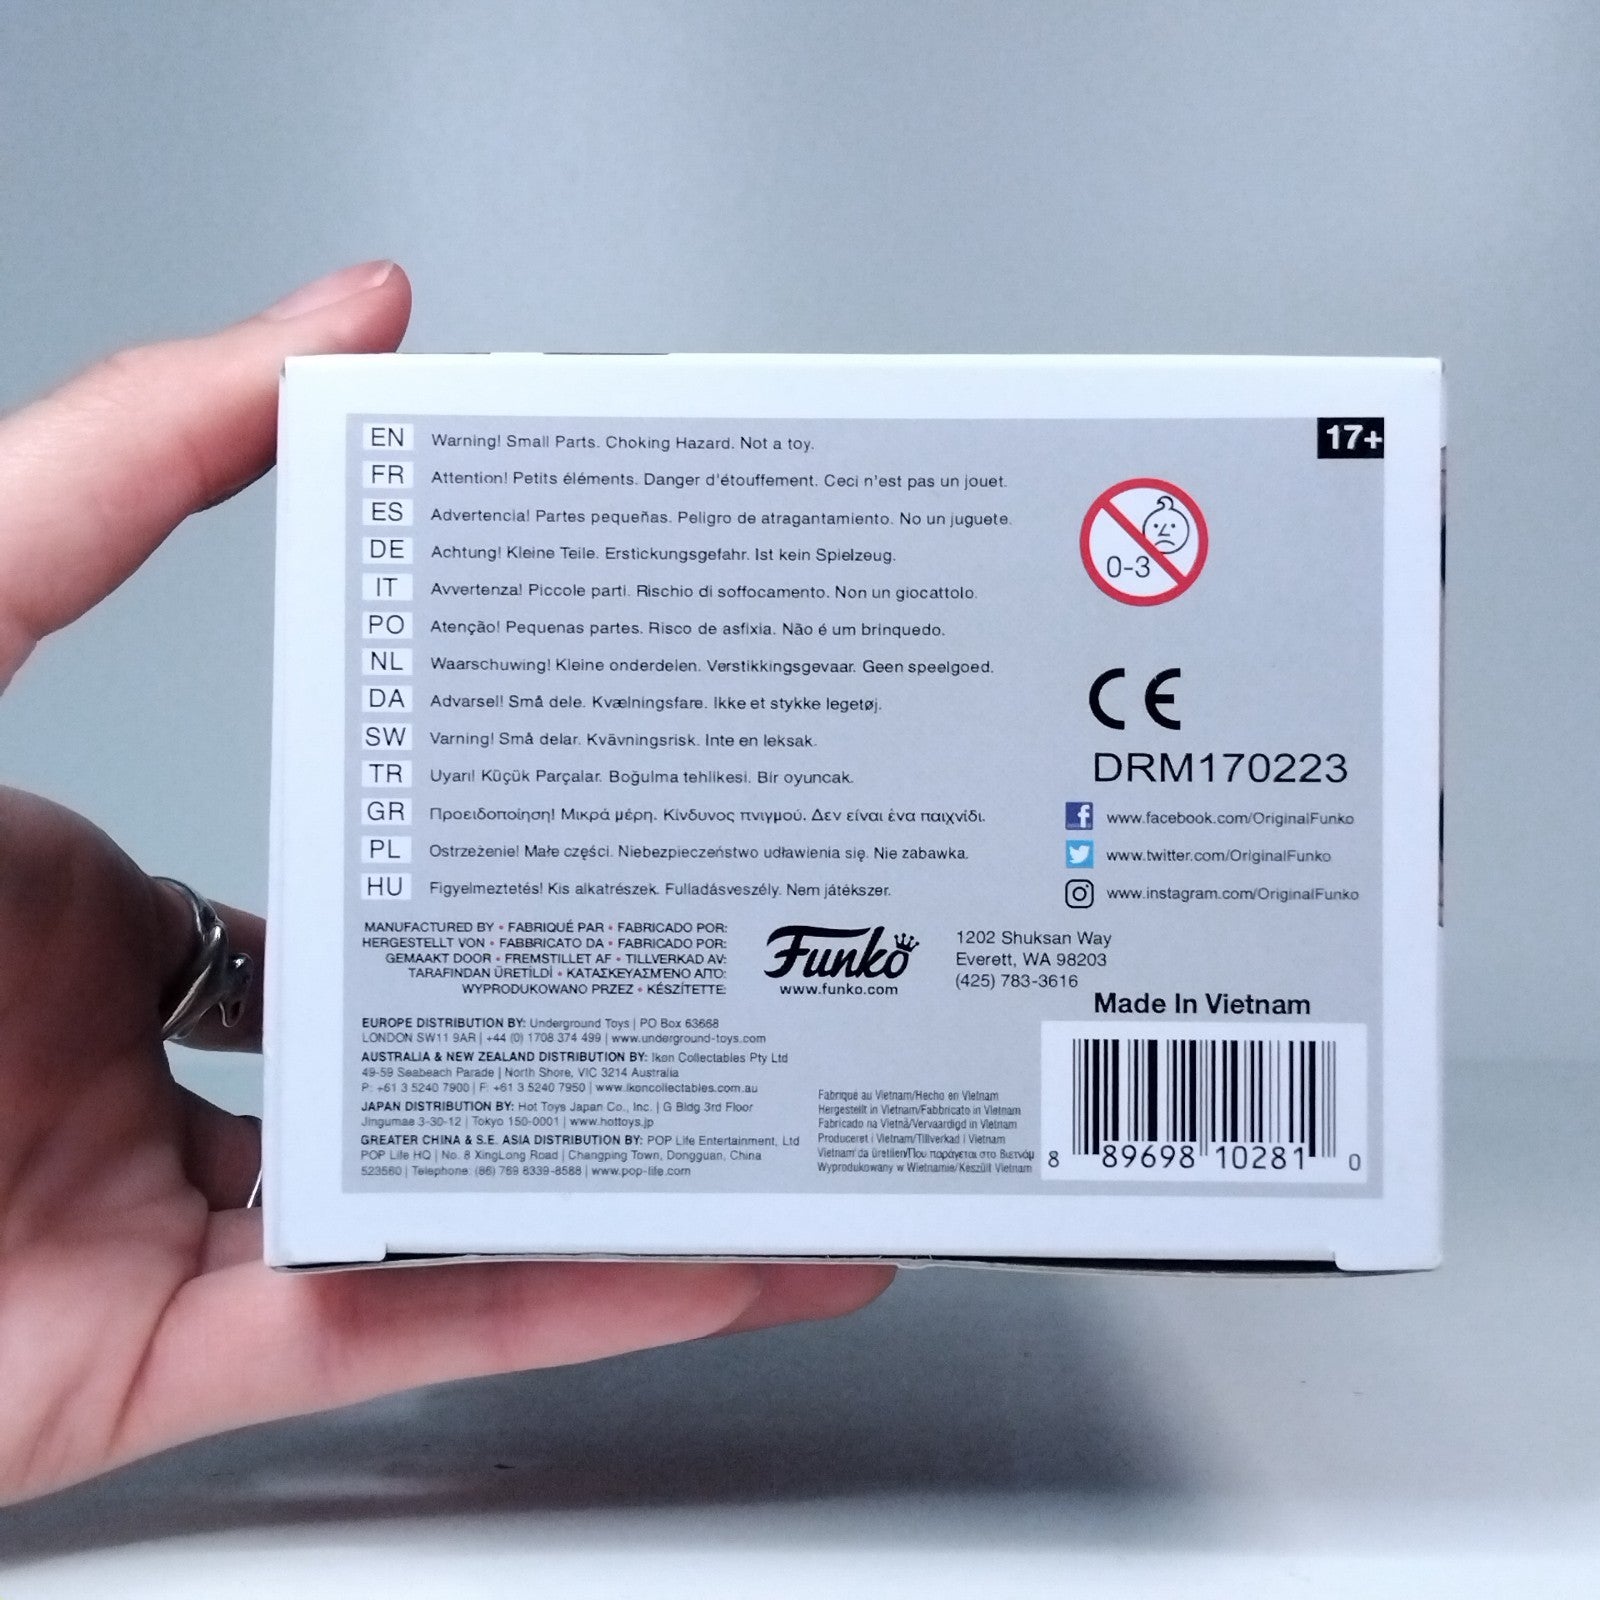 EN Warning! Small Parts. Choking Hazard. Not a toy.
17+
FR Attention! Petits éléments. Danger d'étouffement. Ceci n'est pas un jouet.
ES Advertencia! Partes pequeñas. Peligro de atragantamiento. No un juguete.
DE Achtung! Kleine Teile. Erstickungsgefahr. Ist kein Spielzeug.
IT Avvertenza! Piccole parti. Rischio di soffocamento. Non un giocattolo.
PO Atenção! Pequenas partes. Risco de asfixia. Não é um brinquedo.
NL Waarschuwing! Kleine onderdelen. Verstikkingsgevaar. Geen speelgoed.
DA Advarsel! Små dele. Kvælningsfare. Ikke et stykke legetøj.
SW Varning! Små delar. Kvävningsrisk. Inte en leksak.
TR Uyarı! Küçük Parçalar. Boğulma tehlikesi. Bir oyuncak.
GR Προειδοποίηση! Μικρά μέρη. Κίνδυνος πνιγμού. Δεν είναι ένα παιχνίδι.
PL Ostrzeżenie! Małe części. Niebezpieczeństwo udławienia się. Nie zabawka.
HU Figyelmeztetés! Kis alkatrészek. Fulladásveszély. Nem játékszer.
0-3
CE
DRM170223
www.facebook.com/OriginalFunko
www.twitter.com/OriginalFunko
www.instagram.com/OriginalFunko
MANUFACTURED BY • FABRIQUÉ PAR • FABRICADO POR:
HERGESTELLT VON • FABBRICATO DA • FABRICADO POR:
GEMAAKT DOOR • FREMSTILLET AF • TILLVERKAD AV:
TARAFINDAN ÜRETİLDİ • ΚΑΤΑΣΚΕΥΑΣΜΈΝΟ ΑΠΌ:
WYPRODUKOWANO PRZEZ • KÉSZÍTETTE:
Funko
www.funko.com
1202 Shuksan Way
Everett, WA 98203
(425) 783-3616
Made In Vietnam
EUROPE DISTRIBUTION BY: Underground Toys | PO Box 63668
LONDON SW11 9AR | +44 (0) 1708 374 499 | www.underground-toys.com
AUSTRALIA & NEW ZEALAND DISTRIBUTION BY: Ikon Collectables Pty Ltd
49-59 Seabeach Parade | North Shore, VIC 3214 Australia
P: +61 3 5240 7900 | F: +61 3 5240 7950 | www.ikoncollectables.com.au
JAPAN DISTRIBUTION BY: Hot Toys Japan Co., Inc. | G Bldg 3rd Floor
Jingumae 3-30-12 | Tokyo 150-0001 | www.hottoys.jp
GREATER CHINA & S.E. ASIA DISTRIBUTION BY: POP Life Entertainment, Ltd
POP Life HQ | No. 8 XingLong Road | Changping Town, Dongguan, China
523560 | Telephone: (86) 769 8339-8588 | www.pop-life.com
Fabriqué au Vietnam/Hecho en Vietnam
Hergestellt in Vietnam/Fabbricato in Vietnam
Fabricado na Vietnã/Vervaardigd in Vietnam
Produceret i Vietnam/Tillverkad i Vietnam
Vietnam'da üretilen/Που παράγεται στο Βιετνάμ
Wyprodukowany w Wietnamie/Készült Vietnam
8 89698 10281 0